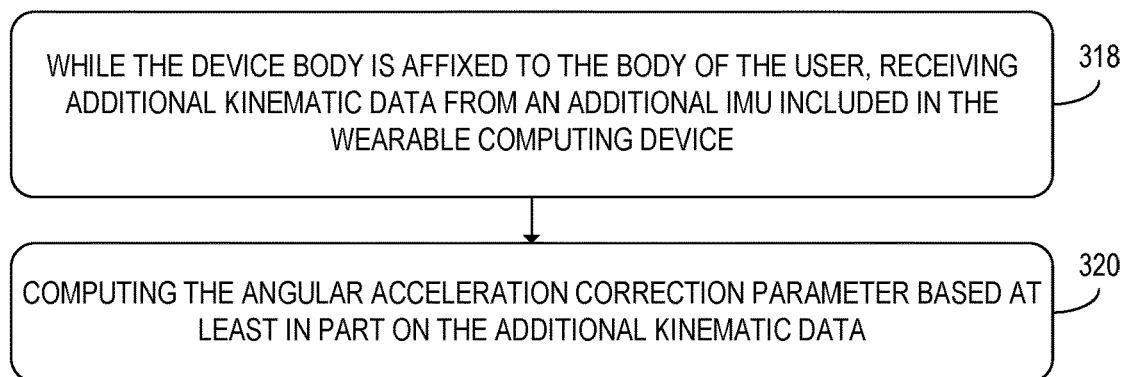 WHILE THE DEVICE BODY IS AFFIXED TO THE BODY OF THE USER, RECEIVING
ADDITIONAL KINEMATIC DATA FROM AN ADDITIONAL IMU INCLUDED IN THE
WEARABLE COMPUTING DEVICE
318
COMPUTING THE ANGULAR ACCELERATION CORRECTION PARAMETER BASED AT
LEAST IN PART ON THE ADDITIONAL KINEMATIC DATA
320